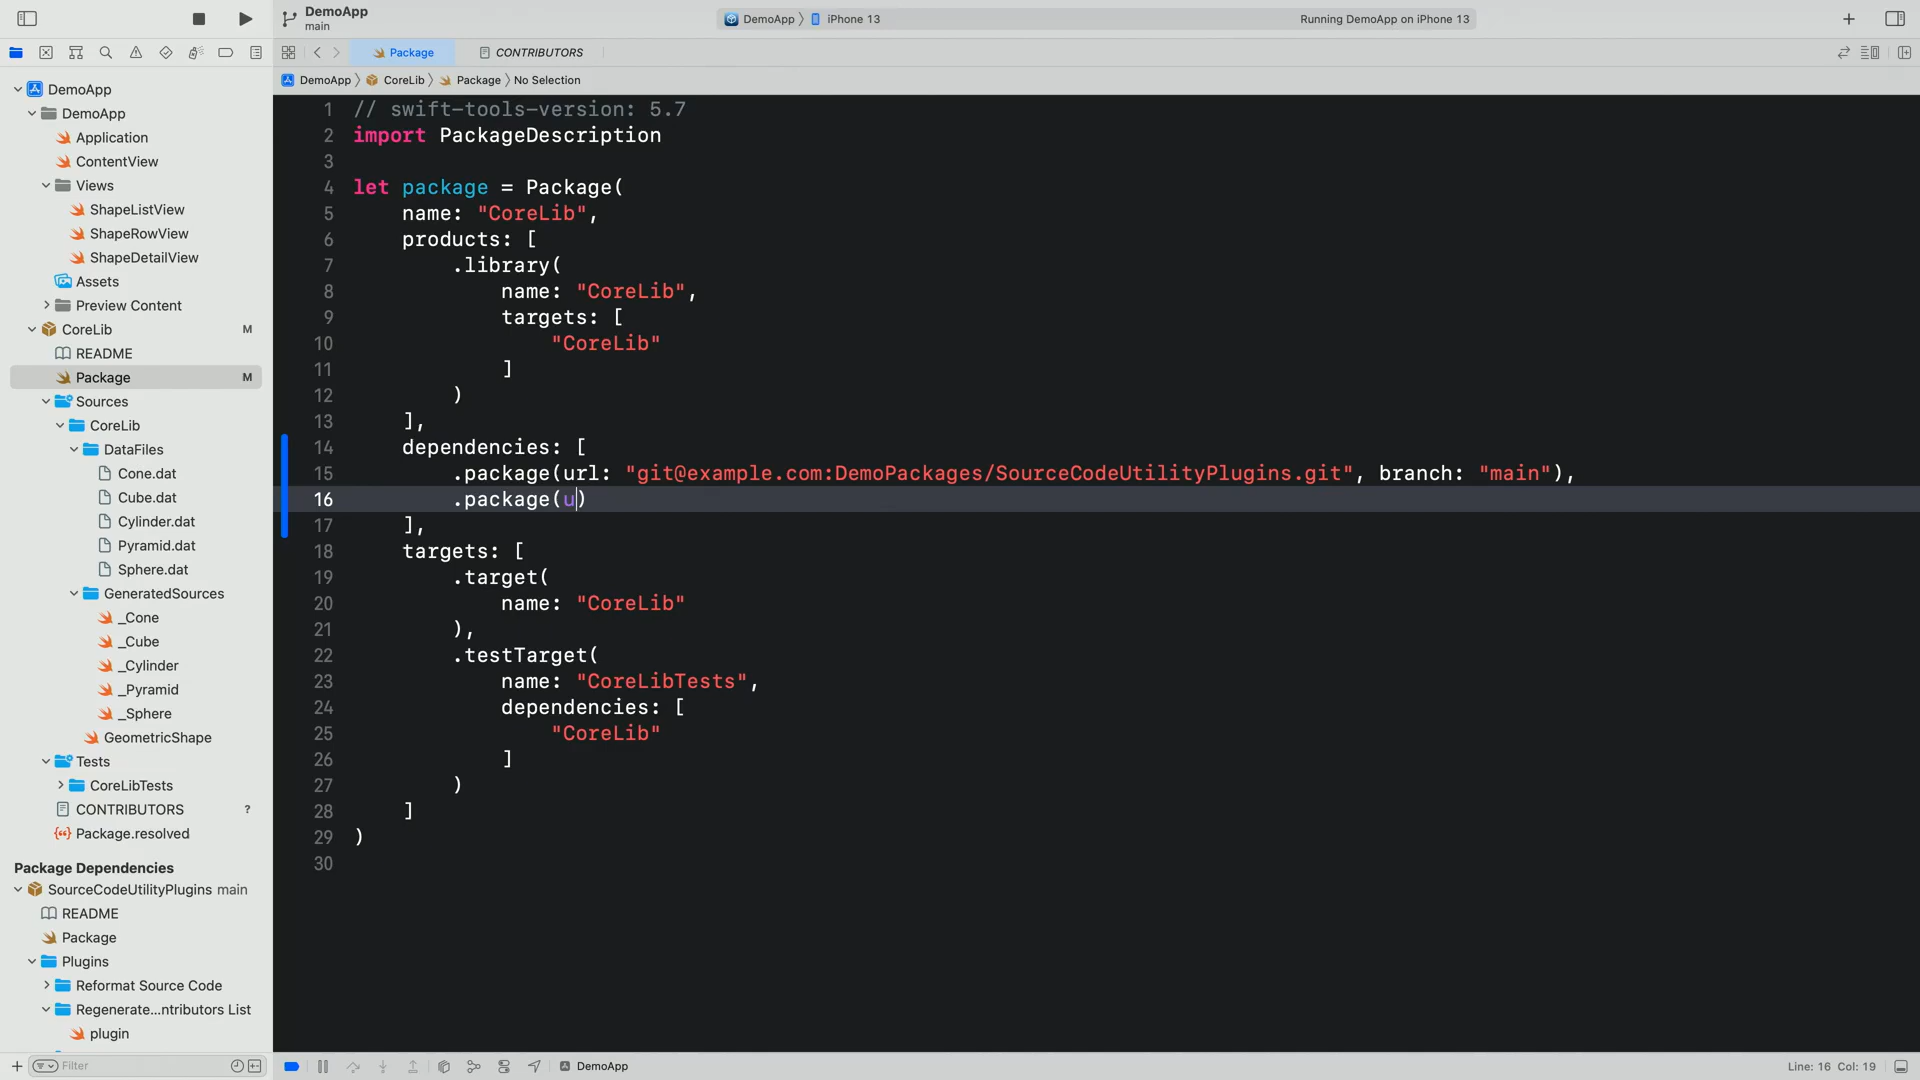 DemoApp
main
DemoApp
iPhone 13
Running DemoApp on iPhone 13
Package
CONTRIBUTORS
DemoApp
CoreLib
Package
No Selection
DemoApp
DemoApp
Application
ContentView
Views
ShapeListView
ShapeRowView
ShapeDetailView
Assets
Preview Content
CoreLib M
README
Package M
Sources
CoreLib
DataFiles
Cone.dat
Cube.dat
Cylinder.dat
Pyramid.dat
Sphere.dat
GeneratedSources
_Cone
_Cube
_Cylinder
_Pyramid
_Sphere
GeometricShape
Tests
CoreLibTests
CONTRIBUTORS ?
Package.resolved
Package Dependencies
SourceCodeUtilityPlugins main
README
Package
Plugins
Reformat Source Code
Regenerate...ntributors List
plugin
Filter
1 // swift-tools-version: 5.7
2 import PackageDescription
3
4 let package = Package(
5 name: "CoreLib",
6 products: [
7 .library(
8 name: "CoreLib",
9 targets: [
10 "CoreLib"
11 ]
12 )
13 ],
14 dependencies: [
15 .package(url: "git@example.com:DemoPackages/SourceCodeUtilityPlugins.git", branch: "main"),
16 .package(u)
17 ],
18 targets: [
19 .target(
20 name: "CoreLib"
21 ),
22 .testTarget(
23 name: "CoreLibTests",
24 dependencies: [
25 "CoreLib"
26 ]
27 )
28 ]
29 )
30
DemoApp
Line: 16 Col: 19